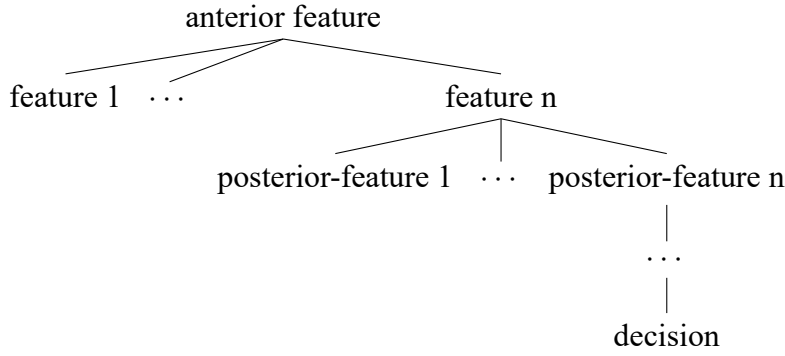 anterior feature
feature 1 ... feature n
posterior-feature 1 ... posterior-feature n
...
decision